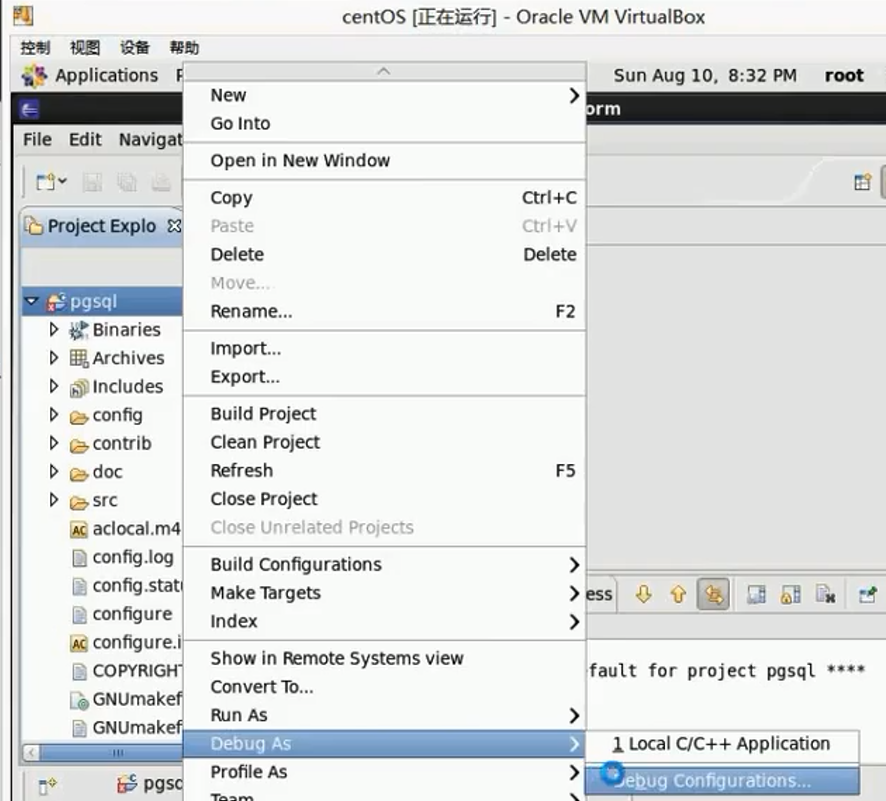 centOS [正在运行] - Oracle VM VirtualBox
控制 视图 设备 帮助
Applications Sun Aug 10, 8:32 PM root
orm
File Edit Navigat
Project Explo
pgsql
Binaries
Archives
Includes
config
contrib
doc
src
aclocal.m4
config.log
config.statu
configure
configure.i
COPYRIGHT
GNUmakef
GNUmakef
pgsq
New
Go Into
Open in New Window
Copy Ctrl+C
Paste Ctrl+V
Delete Delete
Move...
Rename... F2
Import...
Export...
Build Project
Clean Project
Refresh F5
Close Project
Close Unrelated Projects
Build Configurations
Make Targets
Index
Show in Remote Systems view
Convert To...
Run As
Debug As
Profile As
Team
ess
fault for project pgsql ****
1 Local C/C++ Application
Debug Configurations...